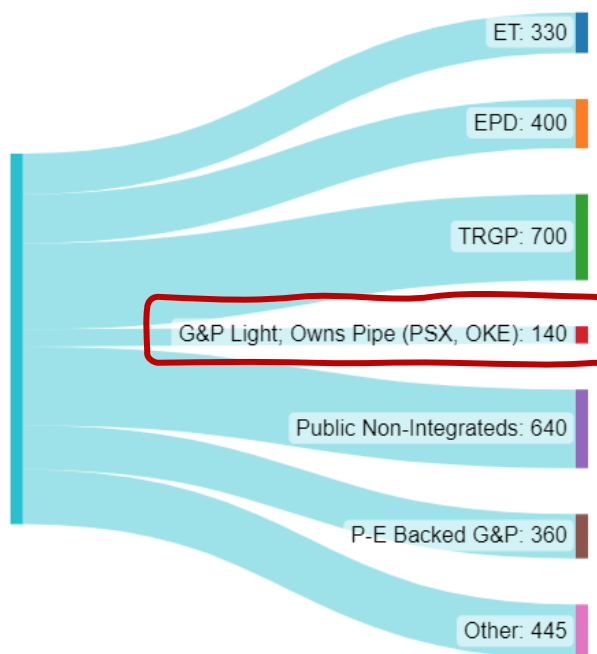 ET: 330
EPD: 400
TRGP: 700
G&P Light; Owns Pipe (PSX, OKE): 140
Public Non-Integrateds: 640
P-E Backed G&P: 360
Other: 445